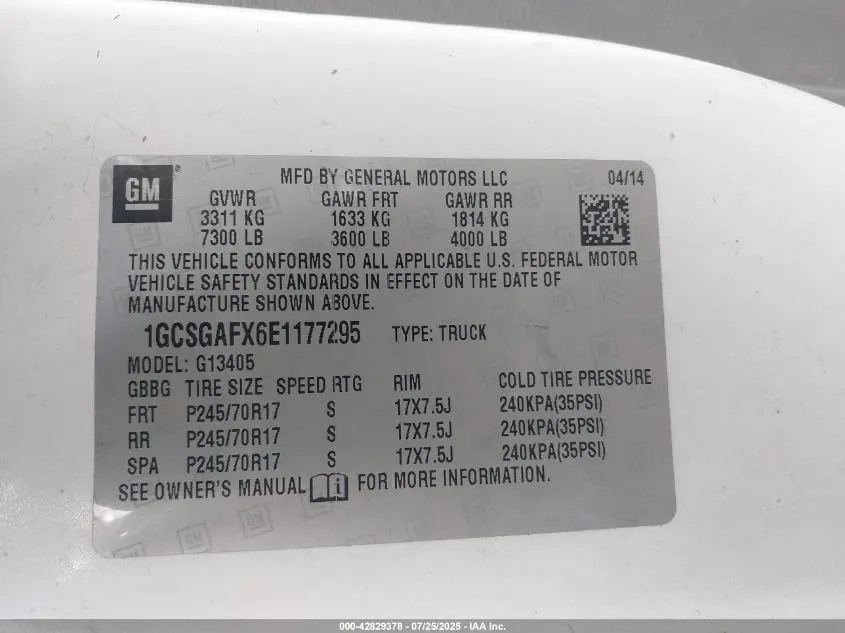 GM
MFD BY GENERAL MOTORS LLC 04/14
GVWR GAWR FRT GAWR RR
3311 KG 1633 KG 1814 KG
7300 LB 3600 LB 4000 LB
THIS VEHICLE CONFORMS TO ALL APPLICABLE U.S. FEDERAL MOTOR
VEHICLE SAFETY STANDARDS IN EFFECT ON THE DATE OF
MANUFACTURE SHOWN ABOVE.
1GCSGAFX6E1177295 TYPE: TRUCK
MODEL: G13405
GBBG TIRE SIZE SPEED RTG RIM COLD TIRE PRESSURE
FRT P245/70R17 S 17X7.5J 240KPA(35PSI)
RR P245/70R17 S 17X7.5J 240KPA(35PSI)
SPA P245/70R17 S 17X7.5J 240KPA(35PSI)
SEE OWNER'S MANUAL i FOR MORE INFORMATION.
000-42829378 - 07/25/2025 - IAA Inc.